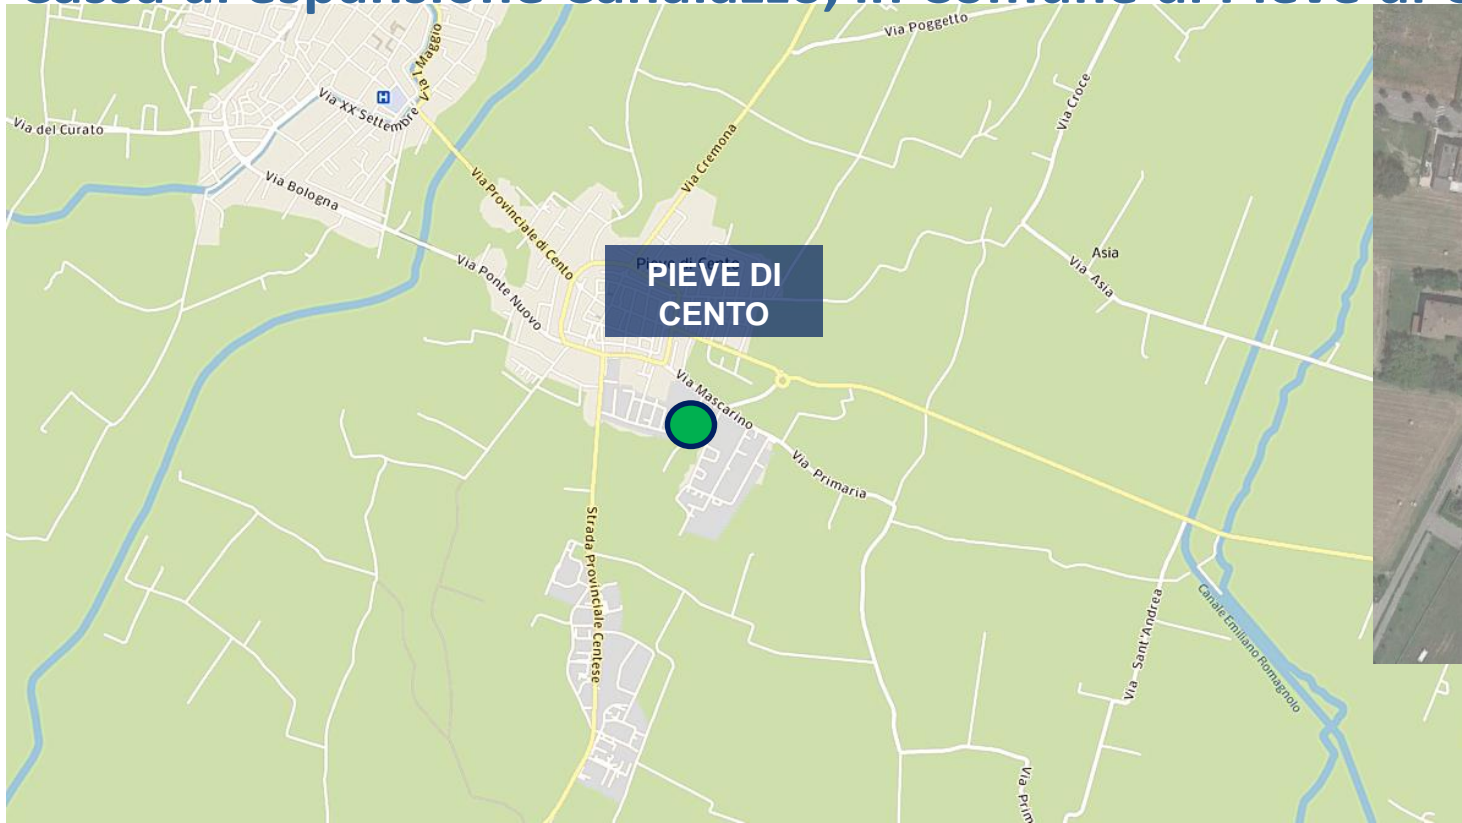 Via Poggetto
Via I Maggio
Via XX Settembre
Via Croce
Via del Curato
Via Cremona
Via Bologna
Via Provinciale di Cento
Asia
Via Asia
Via Ponte Nuovo
PIEVE DI
CENTO
Via Mascarino
Via Primaria
Strada Provinciale Centese
Via Sant'Andrea
Canale Emiliano Romagnolo
H